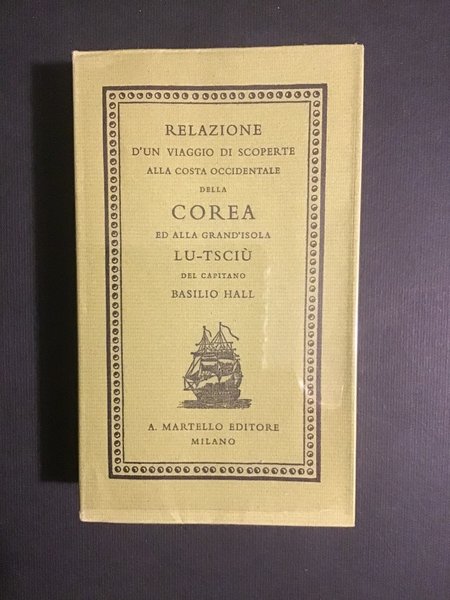 RELAZIONE
D'UN VIAGGIO DI SCOPERTE
ALLA COSTA OCCIDENTALE
DELLA
COREA
ED ALLA GRAND'ISOLA
LU-TSCIÙ
DEL CAPITANO
BASILIO HALL
A. MARTELLO EDITORE
MILANO